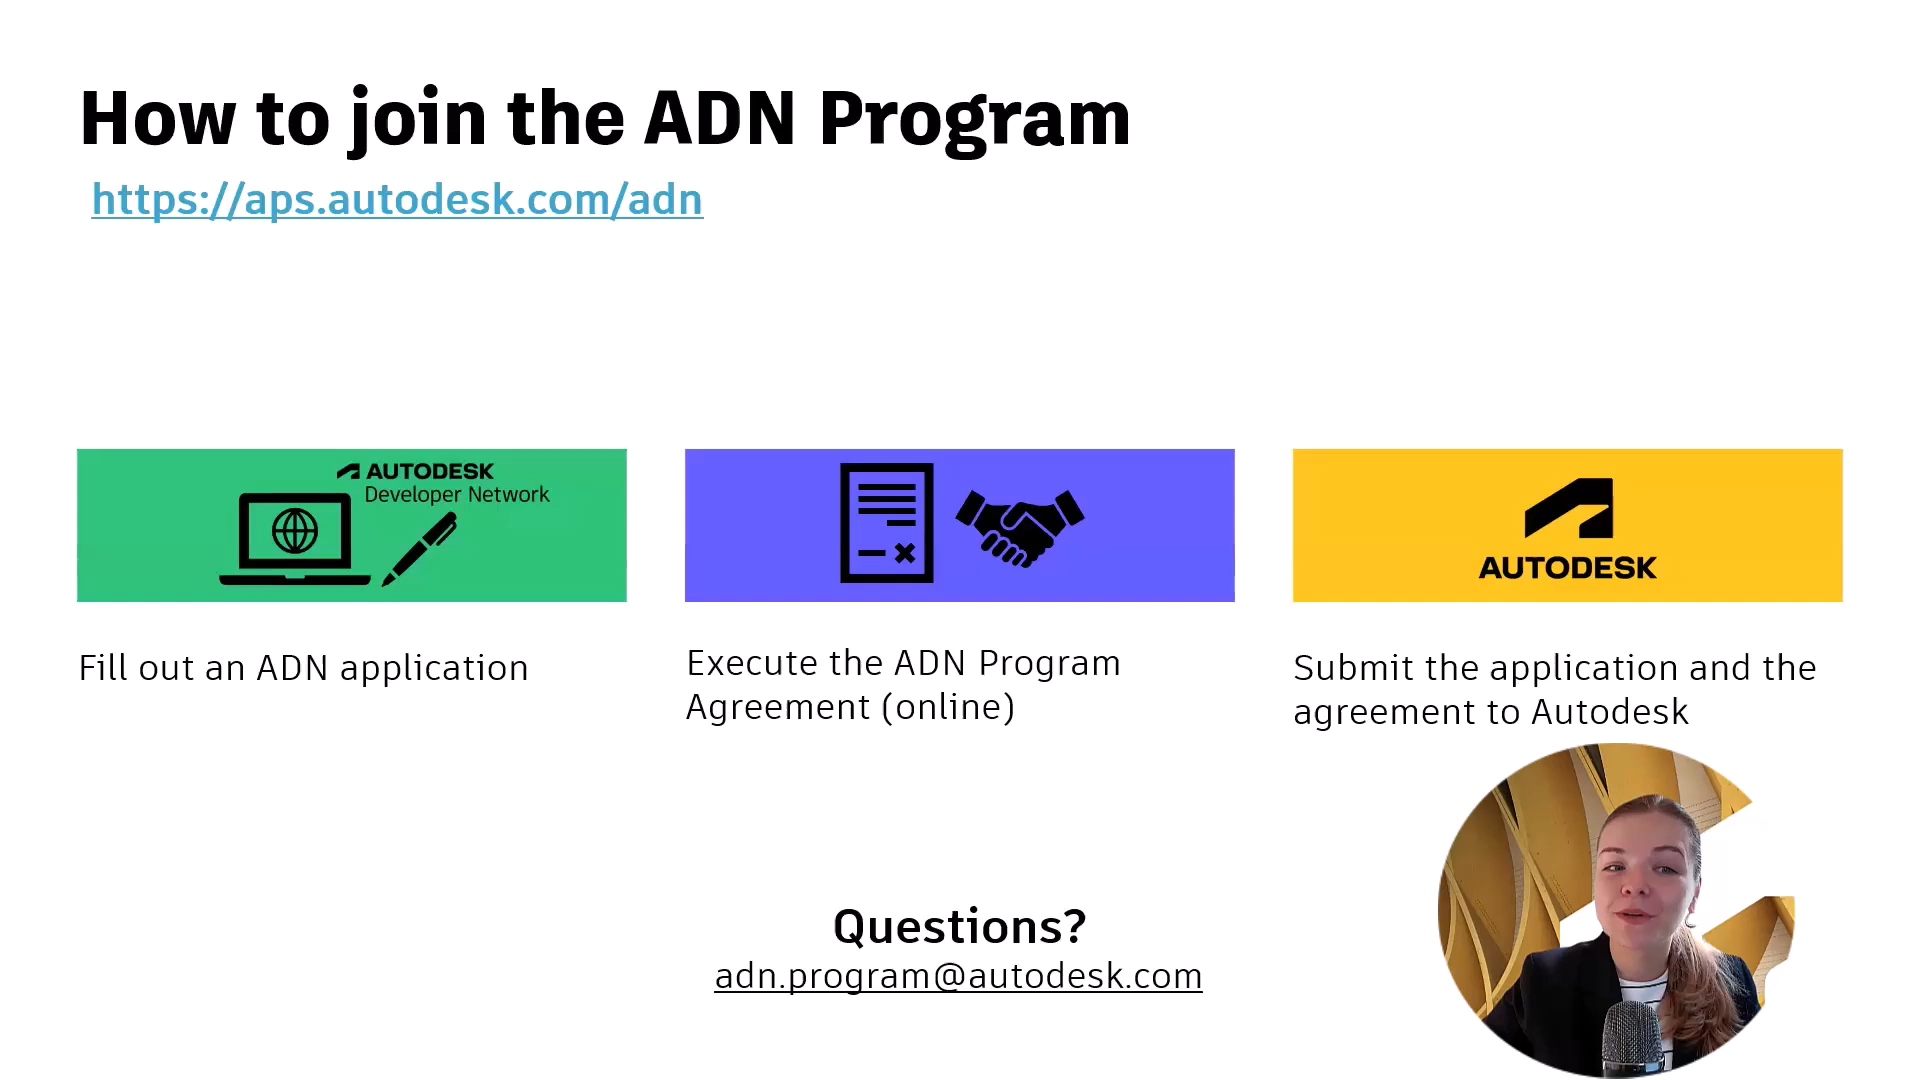 How to join the ADN Program
https://aps.autodesk.com/adn
AUTODESK
Developer Network
Fill out an ADN application
Execute the ADN Program
Agreement (online)
AUTODESK
Submit the application and the
agreement to Autodesk
Questions?
adn.program@autodesk.com